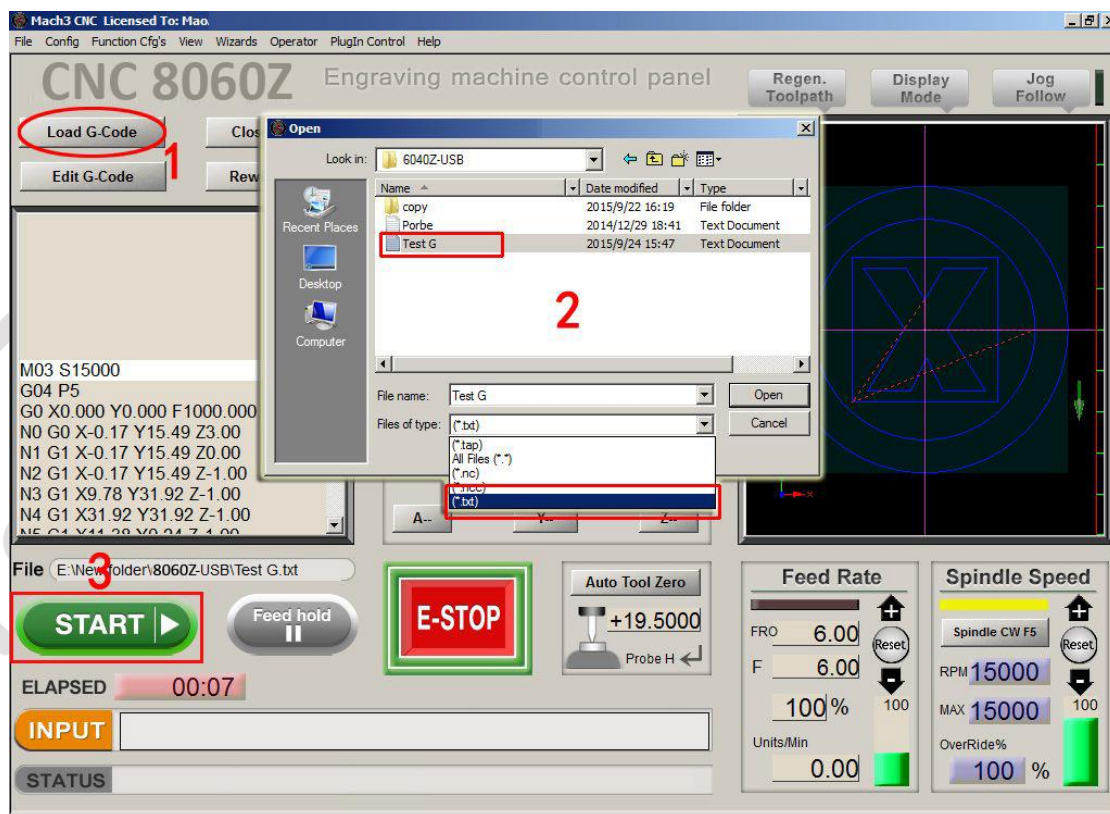 Mach3 CNC Licensed To: Mao.
File Config Function Cfg's View Wizards Operator PlugIn Control Help
CNC 8060Z Engraving machine control panel
Regen. Toolpath
Display Mode
Jog Follow
Load G-Code
1
Edit G-Code
Open
Look in: 6040Z-USB
Name Date modified Type
copy 2015/9/22 16:19 File folder
Porbe 2014/12/29 18:41 Text Document
Test G 2015/9/24 15:47 Text Document
Recent Places
Desktop
Computer
2
File name: Test G Open
Files of type: (*.txt) Cancel
(*.tap)
All Files (*.*)
(*.nc)
(*.ncc)
(*.txt)
M03 S15000
G04 P5
G0 X0.000 Y0.000 F1000.000
N0 G0 X-0.17 Y15.49 Z3.00
N1 G1 X-0.17 Y15.49 Z0.00
N2 G1 X-0.17 Y15.49 Z-1.00
N3 G1 X9.78 Y31.92 Z-1.00
N4 G1 X31.92 Y31.92 Z-1.00
A-- Y-- Z--
x
File E:\New folder\8060Z-USB\Test G.txt
3
START
Feed hold
E-STOP
Auto Tool Zero
+19.5000
Probe H
ELAPSED 00:07
INPUT
STATUS
Feed Rate
FRO 6.00
Reset
F 6.00
100 % 100
Units/Min
0.00
Spindle Speed
Spindle CW F5
Reset
RPM 15000
MAX 15000 100
OverRide%
100 %